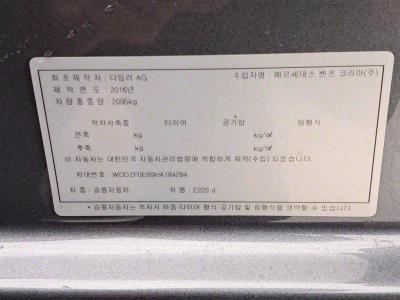 최초제작자 : 다임러 AG 수입자명 : 메르세데스 벤츠 코리아(주)
제작연도 : 2016년
차량총중량 : 2095kg
적차시축중 타이어 공기압 림형식
전축 kg kg/㎠
후축 kg kg/㎠
이 자동차는 대한민국 자동차관리법령에 적합하게 제작(수입) 되었습니다.
차대번호 : WDDZF0EB9HA184284
차종 : 승용자동차 차명 : E220 d
* 승용자동차는 적차시 하중·타이어 형식·공기압 및 림형식을 생략할 수 있습니다.